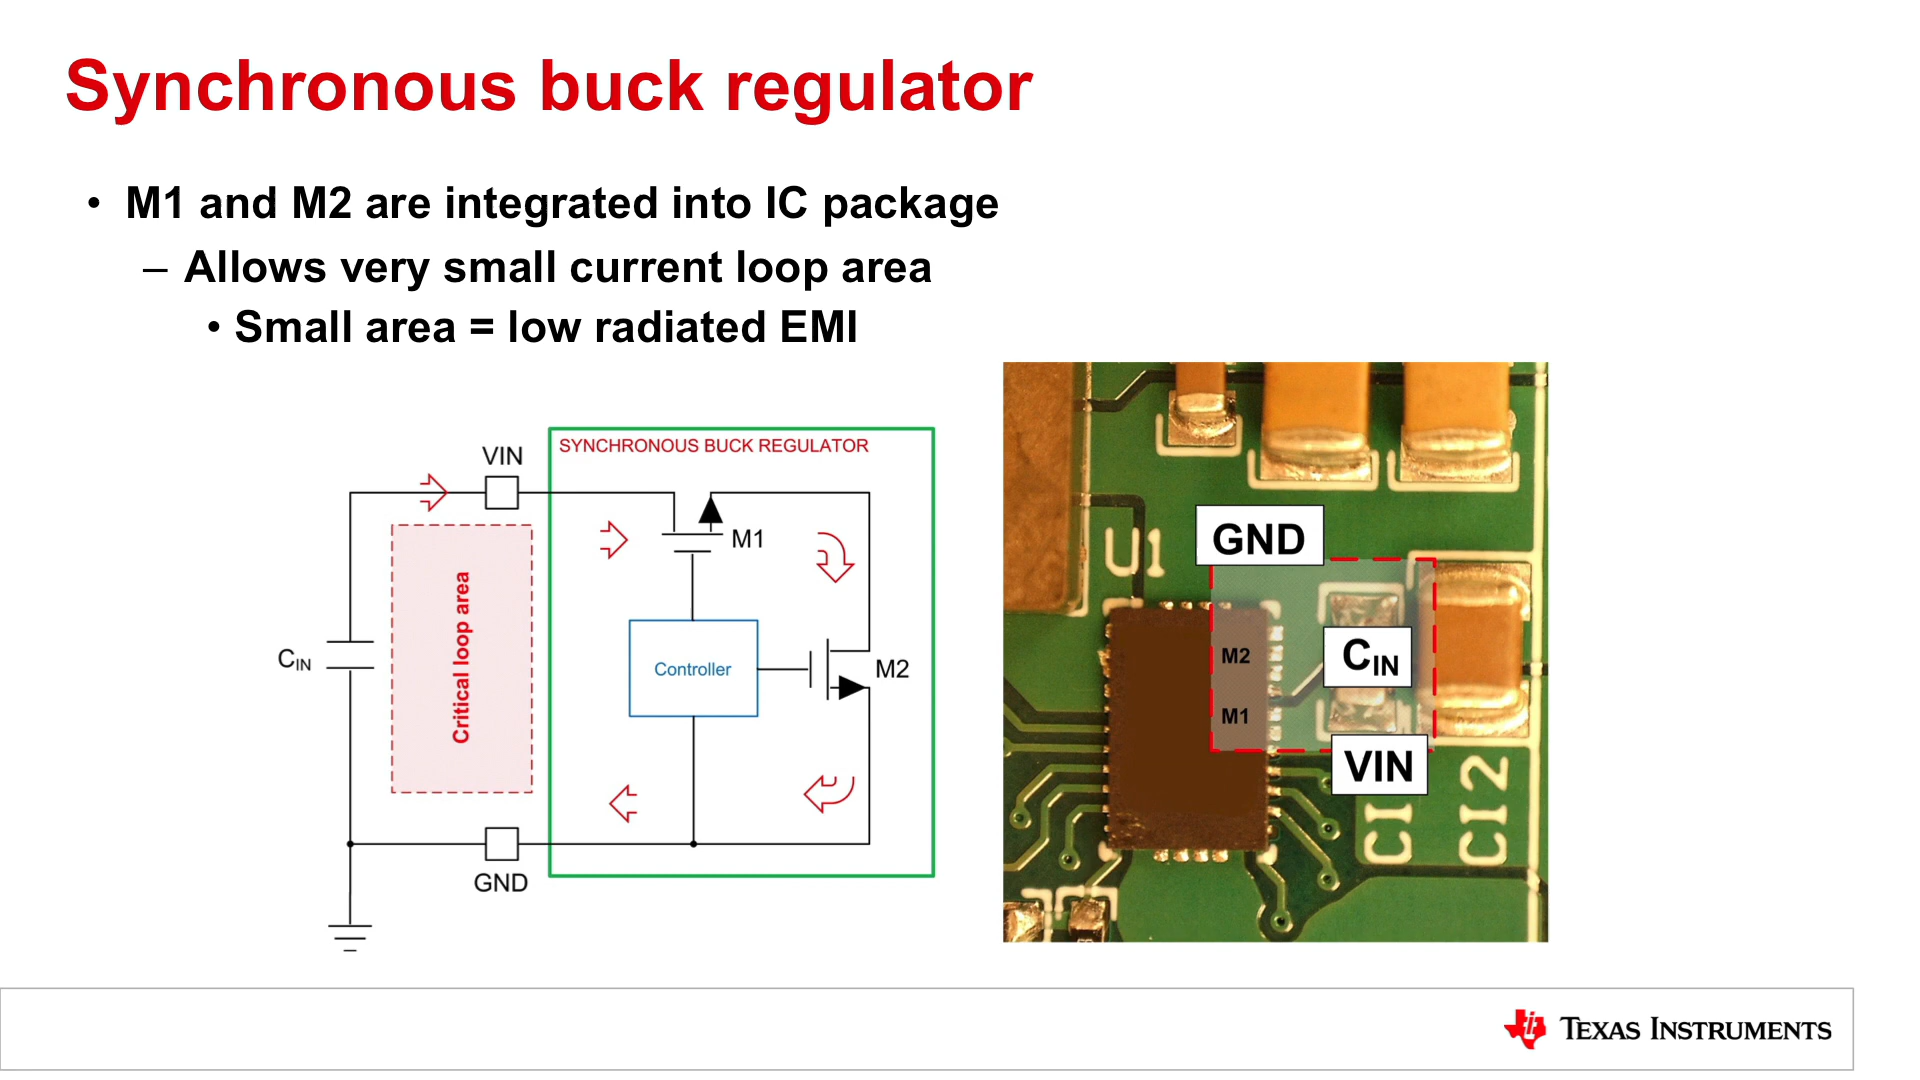 Synchronous buck regulator
• M1 and M2 are integrated into IC package
– Allows very small current loop area
• Small area = low radiated EMI
VIN
SYNCHRONOUS BUCK REGULATOR
M1
Critical loop area
Controller
CIN
M2
GND
U1
GND
M2
M1
CIN
VIN
CI
CI2
TEXAS INSTRUMENTS